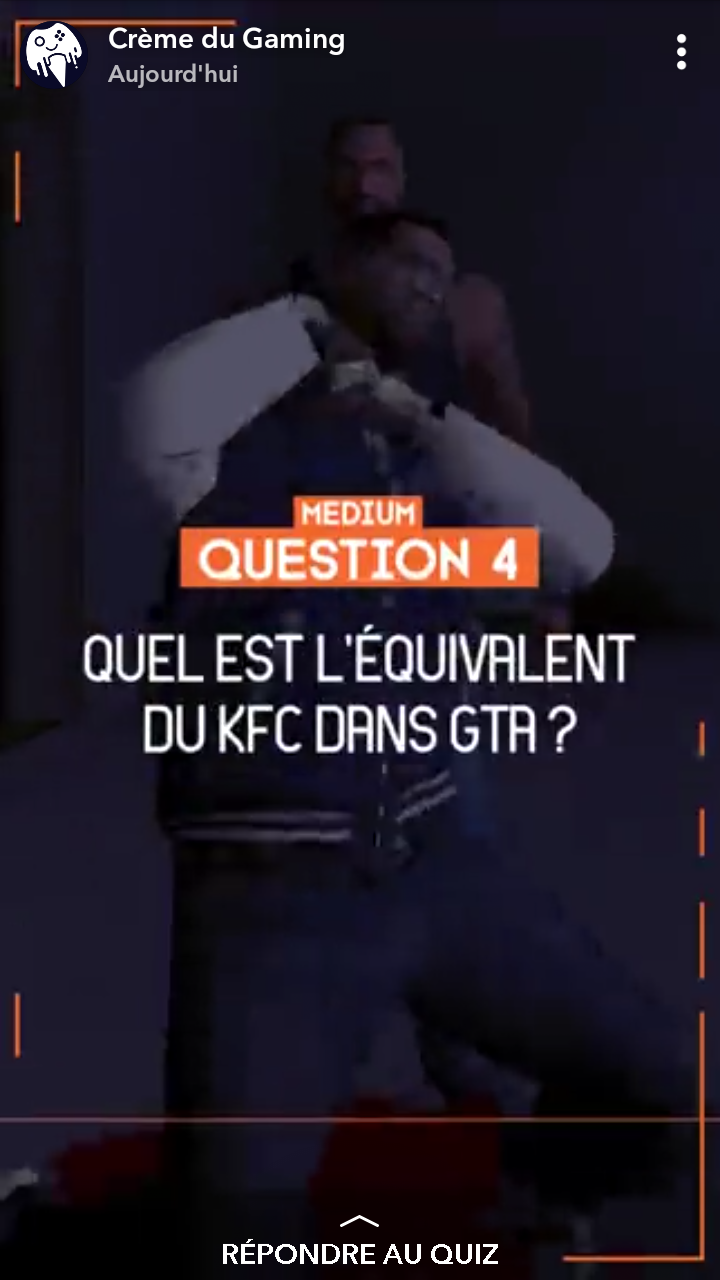 Crème du Gaming
Aujourd'hui
MEDIUM
QUESTION 4
QUEL EST L'ÉQUIVALENT
DU KFC DANS GTA ?
RÉPONDRE AU QUIZ